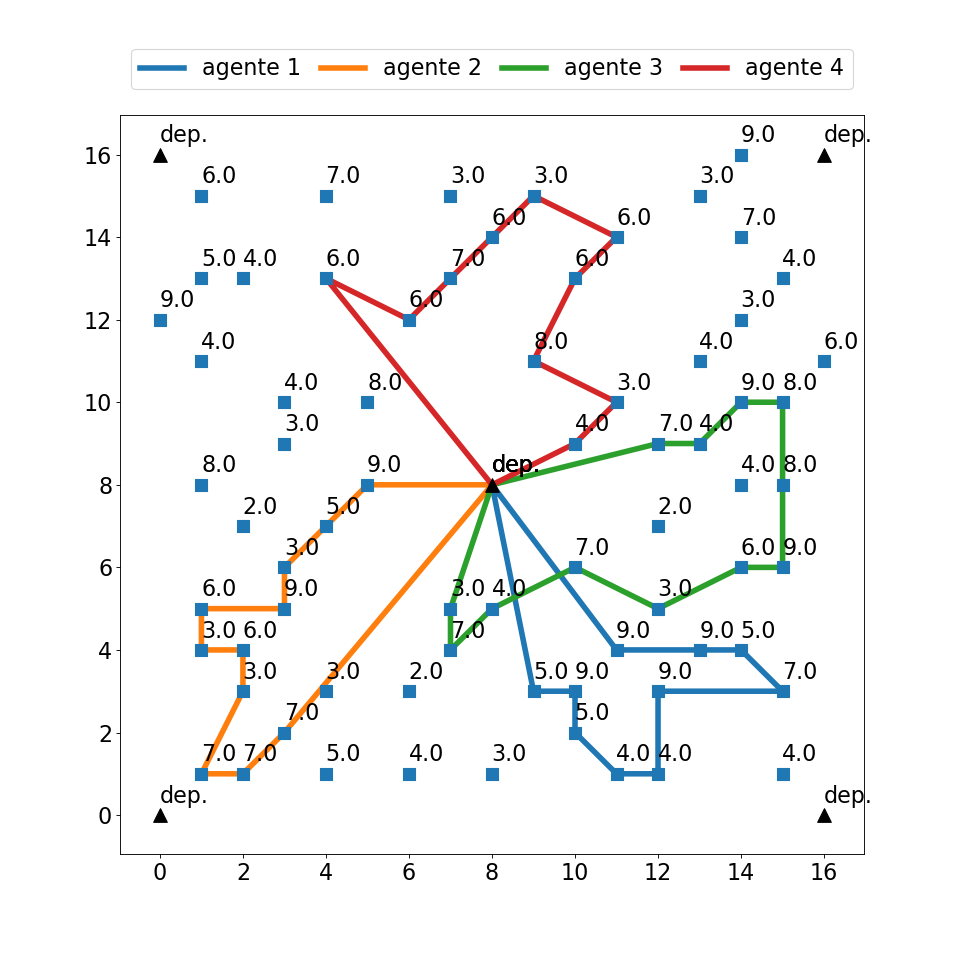 agente 1 agente 2 agente 3 agente 4
9.0
dep. dep.
16
6.0 7.0 3.0 3.0 3.0
6.0 6.0 7.0
14
5.0 4.0 6.0 7.0 6.0 4.0
9.0 6.0 3.0
12
4.0 8.0 4.0 6.0
4.0 8.0 3.0 9.0 8.0
10
3.0 4.0 7.0 4.0
8.0 9.0 dep. dep. 4.0 8.0
8
2.0 5.0 2.0
3.0 7.0 6.0 9.0
6
6.0 9.0 3.0 4.0 3.0
3.0 6.0 7.0 9.0 9.0 5.0
4
3.0 3.0 2.0 5.0 9.0 9.0 7.0
7.0 5.0
2
7.0 7.0 5.0 4.0 3.0 4.0 4.0 4.0
dep. dep.
0
0 2 4 6 8 10 12 14 16